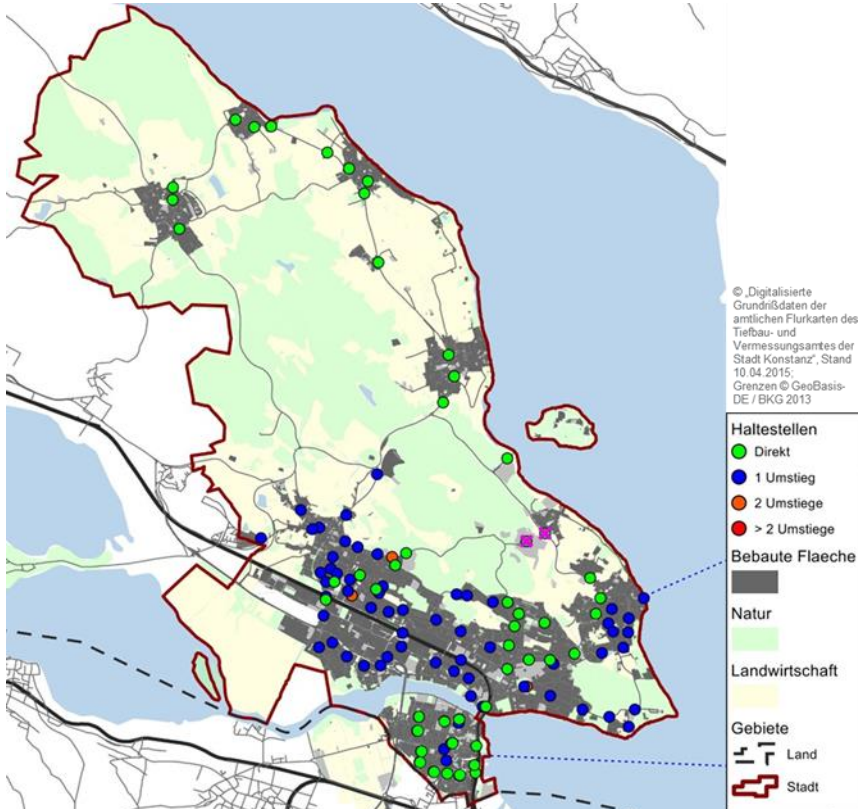 © „Digitalisierte
Grundrißdaten der
amtlichen Flurkarten des
Tiefbau- und
Vermessungsamtes der
Stadt Konstanz“, Stand
10.04.2015;
Grenzen © GeoBasis-
DE / BKG 2013
Haltestellen
Direkt
1 Umstieg
2 Umstiege
> 2 Umstiege
Bebaute Flaeche
Natur
Landwirtschaft
Gebiete
Land
Stadt